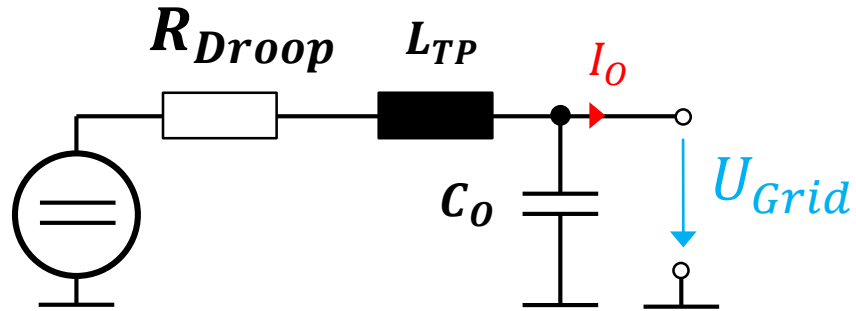 R_Droop
L_TP
I_O
C_O
U_Grid